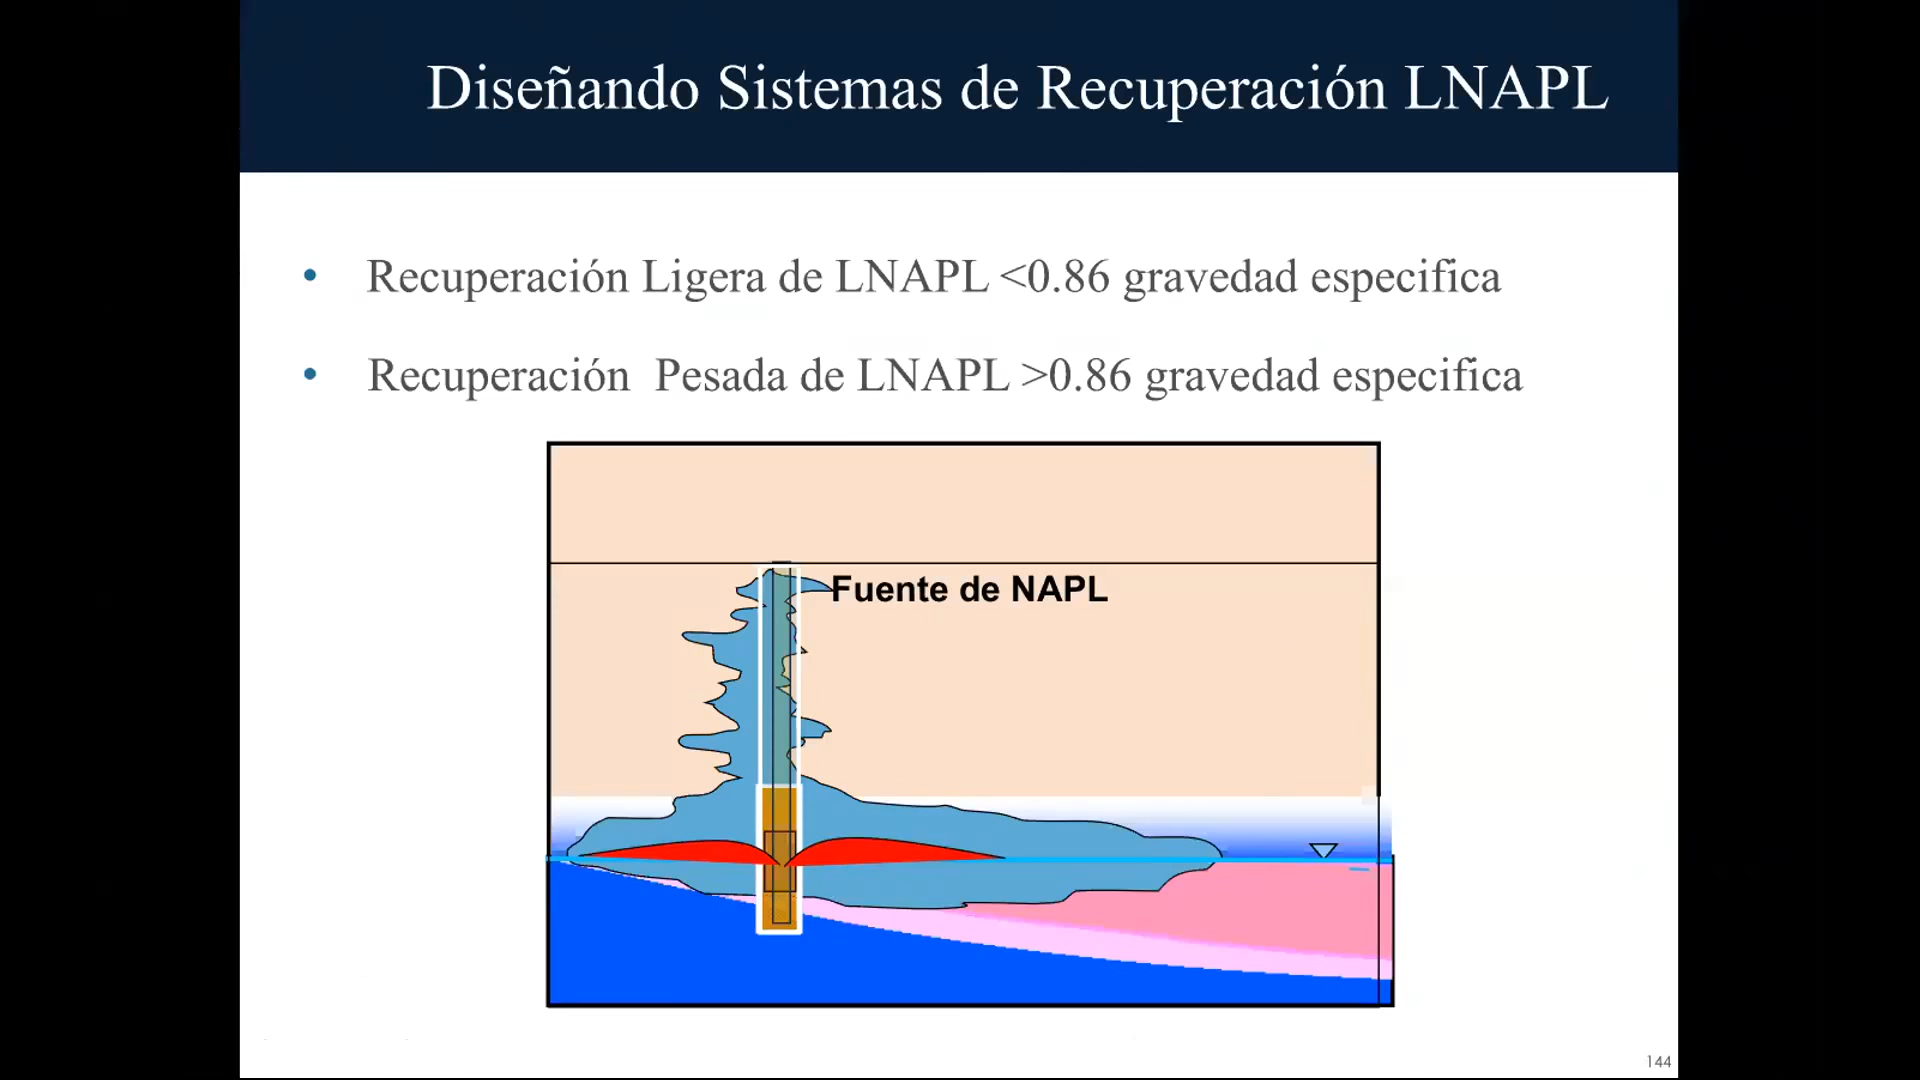 Diseñando Sistemas de Recuperación LNAPL
• Recuperación Ligera de LNAPL <0.86 gravedad especifica
• Recuperación  Pesada de LNAPL >0.86 gravedad especifica
Fuente de NAPL
144